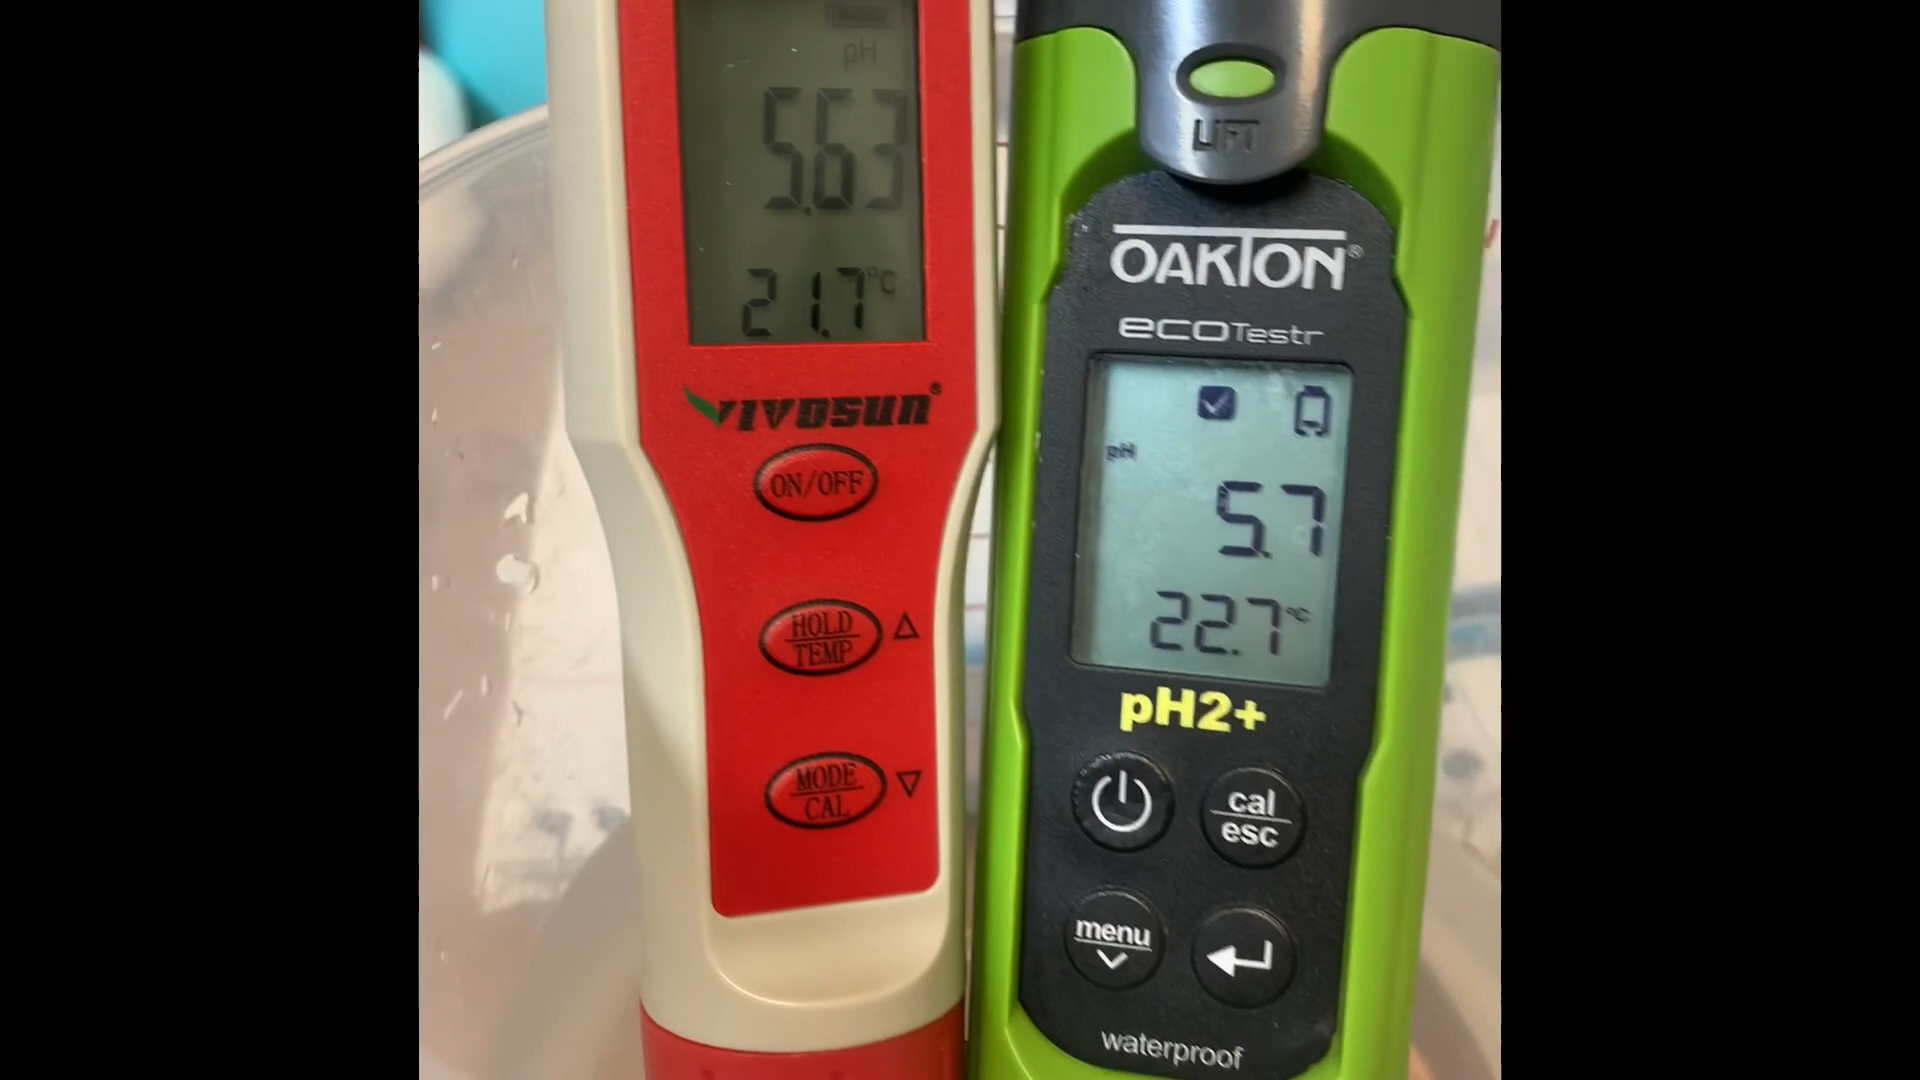 pH
5.63
21.7°C
VIVOSUN®
ON/OFF
HOLD
TEMP
MODE
CAL
LIFT
OAKTON®
ecoTestr
pH
5.7
22.7°C
pH2+
cal
esc
menu
waterproof